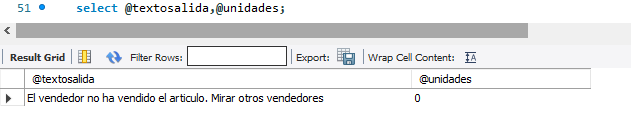 51 select @textosalida,@unidades;
Result Grid Filter Rows: Export: Wrap Cell Content: IA
@textosalida @unidades
El vendedor no ha vendido el articulo. Mirar otros vendedores 0